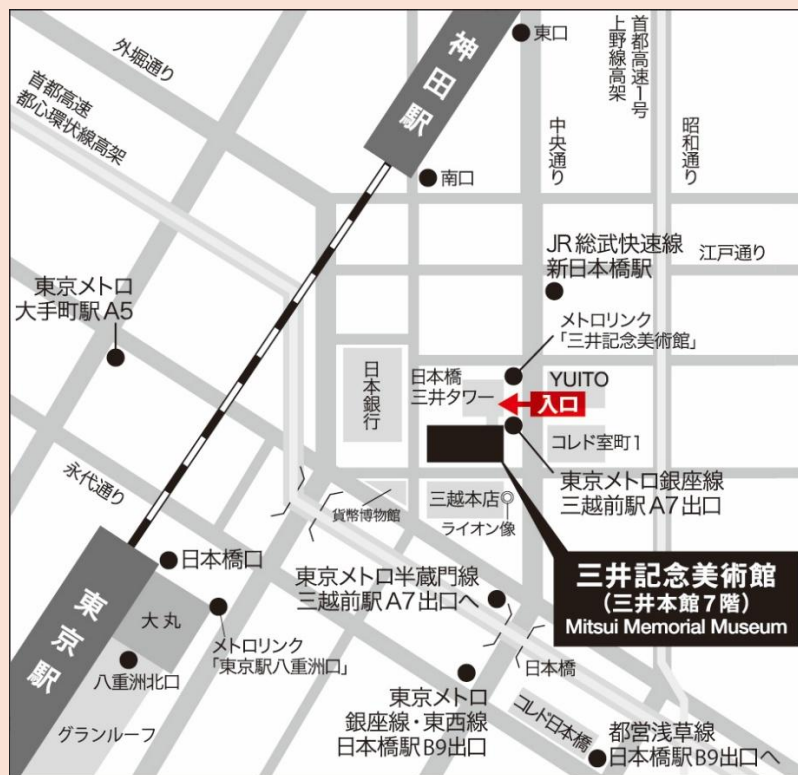 神田駅
東口
首都高速1号
上野線高架
外堀通り
首都高速
都心環状線高架
中央通り
昭和通り
南口
JR総武快速線
新日本橋駅
江戸通り
東京メトロ
大手町駅A5
メトロリンク
「三井記念美術館」
日本銀行
日本橋
三井タワー
YUITO
入口
コレド室町1
東京メトロ銀座線
三越前駅A7出口
永代通り
貨幣博物館
三越本店
ライオン像
日本橋口
東京メトロ半蔵門線
三越前駅A7出口へ
三井記念美術館
(三井本館7階)
Mitsui Memorial Museum
東京駅
大丸
メトロリンク
「東京駅八重洲口」
八重洲北口
日本橋
グランルーフ
東京メトロ
銀座線・東西線
日本橋駅B9出口
コレド日本橋
都営浅草線
日本橋駅B9出口へ